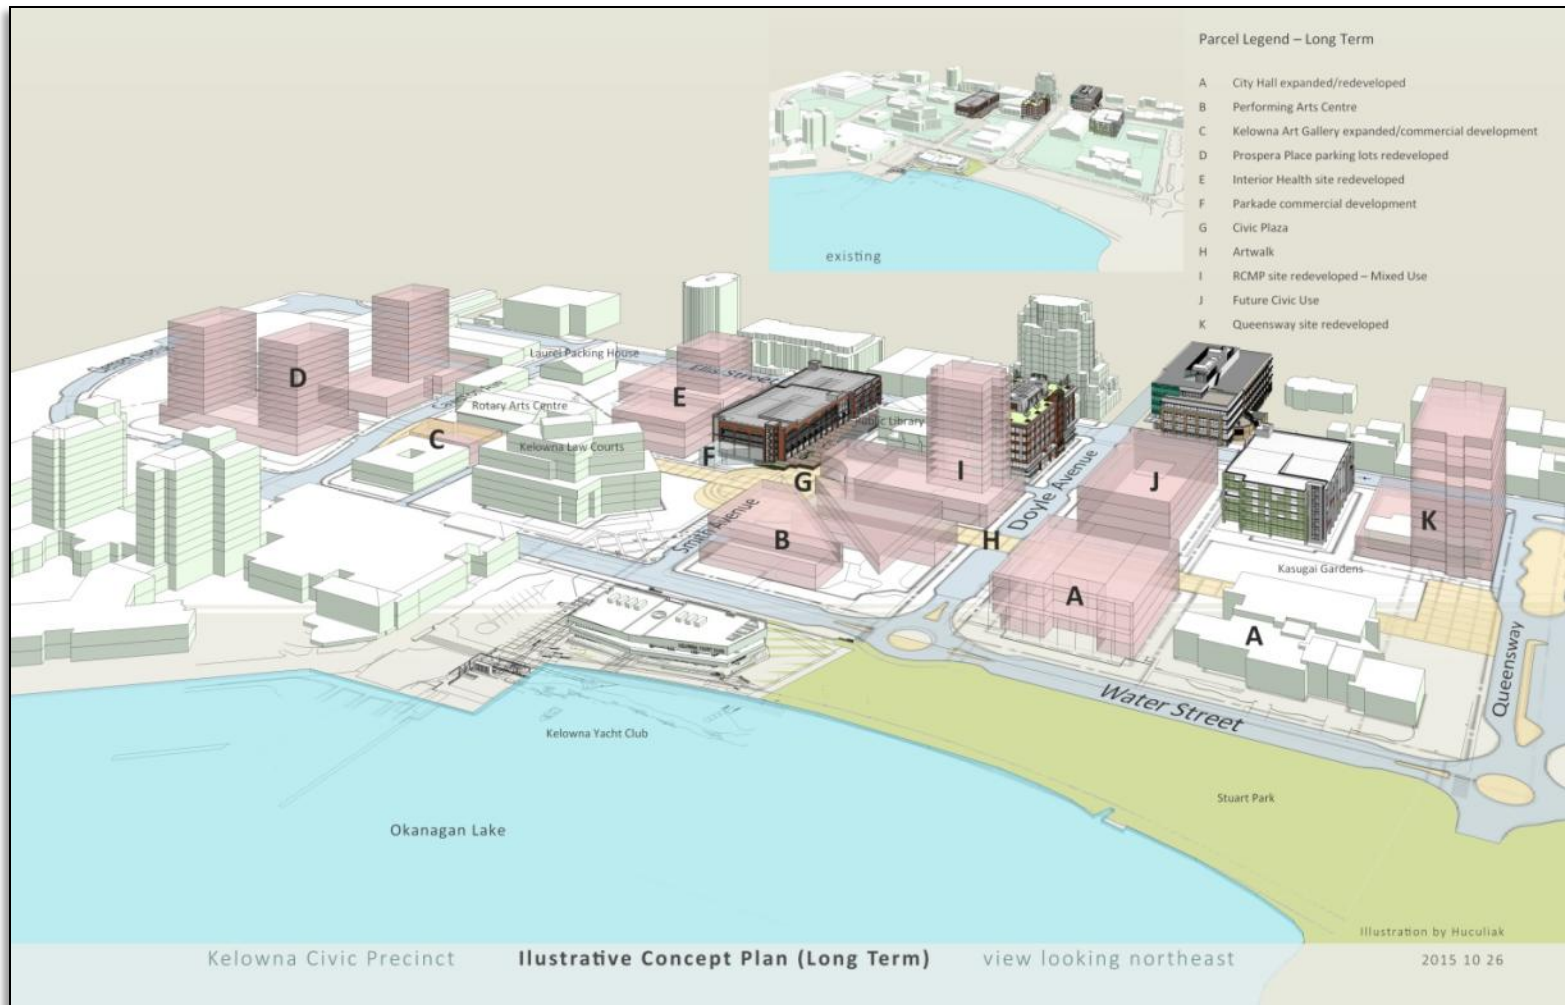 Parcel Legend – Long Term
A City Hall expanded/redeveloped
B Performing Arts Centre
C Kelowna Art Gallery expanded/commercial development
D Prospera Place parking lots redeveloped
E Interior Health site redeveloped
F Parkade commercial development
G Civic Plaza
H Artwalk
I RCMP site redeveloped – Mixed Use
J Future Civic Use
K Queensway site redeveloped
existing
Laurel Packing House
Ellis Street
D
E
Rotary Arts Centre
Public Library
C
Kelowna Law Courts
F
G
I
J
K
Doyle Avenue
Smith Avenue
B
H
Kasugai Gardens
A
A
Queensway
Water Street
Kelowna Yacht Club
Stuart Park
Okanagan Lake
Illustration by Huculiak
Kelowna Civic Precinct Ilustrative Concept Plan (Long Term) view looking northeast 2015 10 26